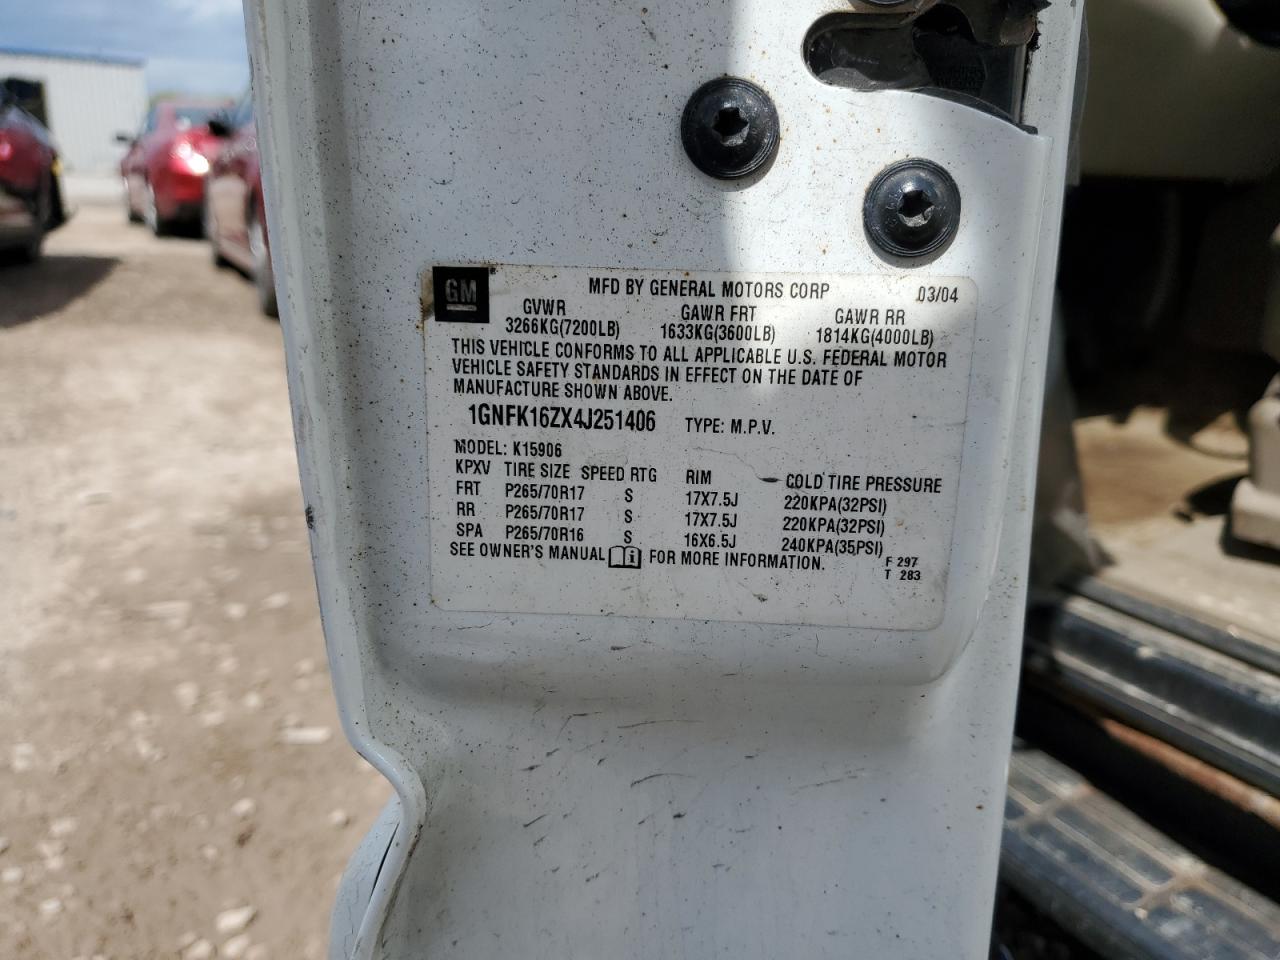 GM
MFD BY GENERAL MOTORS CORP 03/04
GVWR GAWR FRT GAWR RR
3266KG(7200LB) 1633KG(3600LB) 1814KG(4000LB)
THIS VEHICLE CONFORMS TO ALL APPLICABLE U.S. FEDERAL MOTOR
VEHICLE SAFETY STANDARDS IN EFFECT ON THE DATE OF
MANUFACTURE SHOWN ABOVE.
1GNFK16ZX4J251406 TYPE: M.P.V.
MODEL: K15906
KPXV TIRE SIZE SPEED RTG RIM COLD TIRE PRESSURE
FRT P265/70R17 S 17X7.5J 220KPA(32PSI)
RR P265/70R17 S 17X7.5J 220KPA(32PSI)
SPA P265/70R16 S 16X6.5J 240KPA(35PSI)
SEE OWNER'S MANUAL FOR MORE INFORMATION.
F 297
T 283